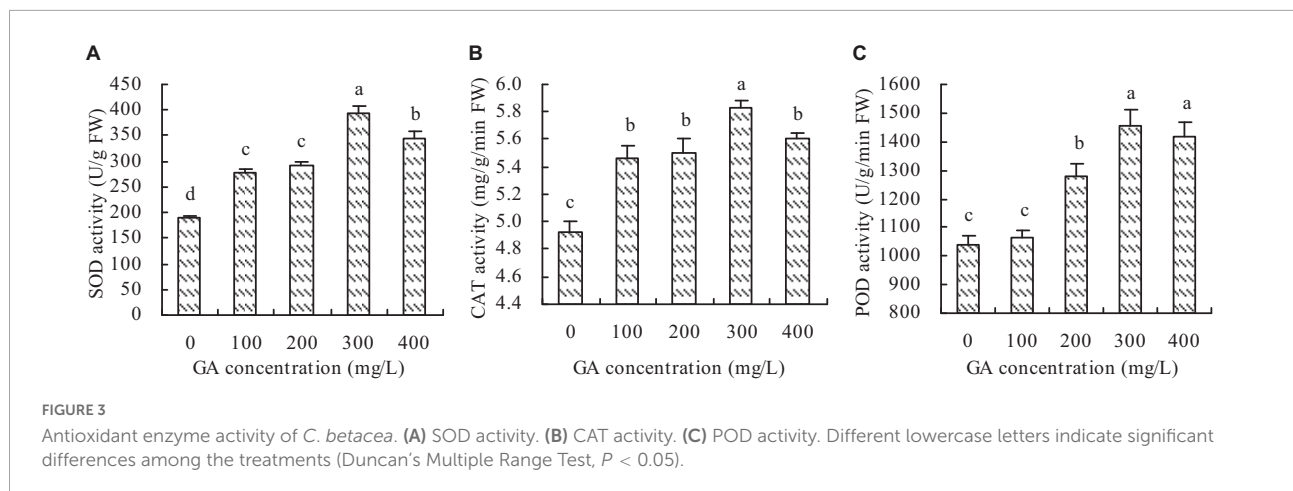 A
SOD activity (U/g FW)
450
400
350
300
250
200
150
100
50
0
d
c
c
a
b
0 100 200 300 400
GA concentration (mg/L)
B
CAT activity (mg/g/min FW)
6.0
5.8
5.6
5.4
5.2
5.0
4.8
4.6
4.4
c
b
b
a
b
0 100 200 300 400
GA concentration (mg/L)
C
POD activity (U/g/min FW)
1600
1500
1400
1300
1200
1100
1000
900
800
c
c
b
a
a
0 100 200 300 400
GA concentration (mg/L)
FIGURE 3
Antioxidant enzyme activity of C. betacea. (A) SOD activity. (B) CAT activity. (C) POD activity. Different lowercase letters indicate significant
differences among the treatments (Duncan's Multiple Range Test, P < 0.05).